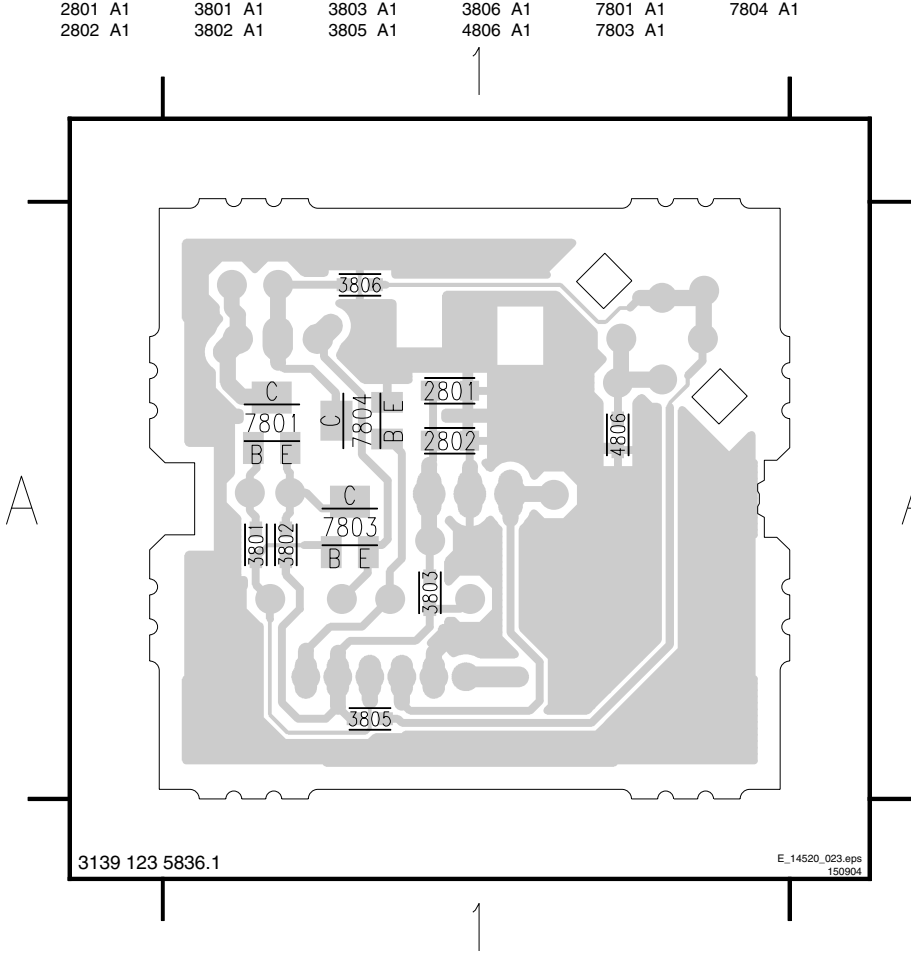 2801 A1 3801 A1 3803 A1 3806 A1 7801 A1 7804 A1
2802 A1 3802 A1 3805 A1 4806 A1 7803 A1
1
3806
C
7801
B E
C
7804
E
B
2801
2802
4806
A
A
C
7803
B E
3801
3802
3803
3805
3139 123 5836.1
E_14520_023.eps
150904
1